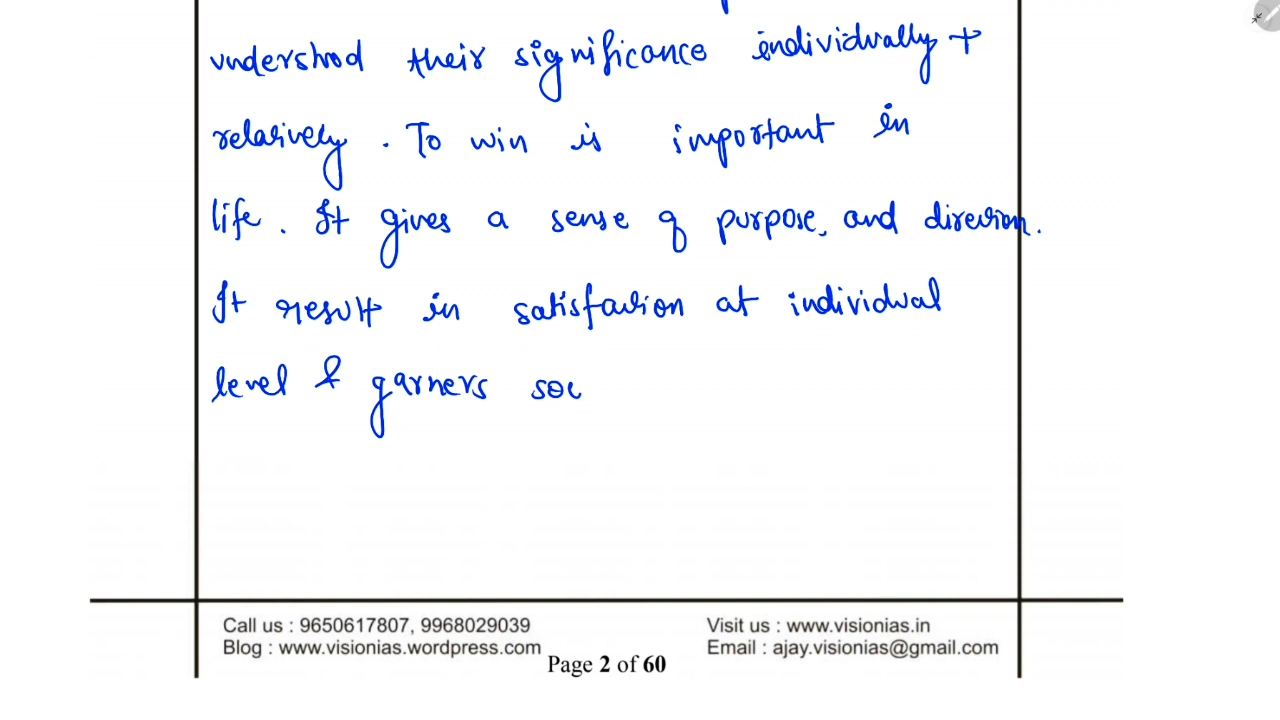 understood their significance individually +
relatively. To win is important in
life. It gives a sense of purpose, and direction.
It result in satisfaction at individual
level & garners soc
Call us : 9650617807, 9968029039 Visit us : www.visionias.in
Blog : www.visionias.wordpress.com Email : ajay.visionias@gmail.com
Page 2 of 60